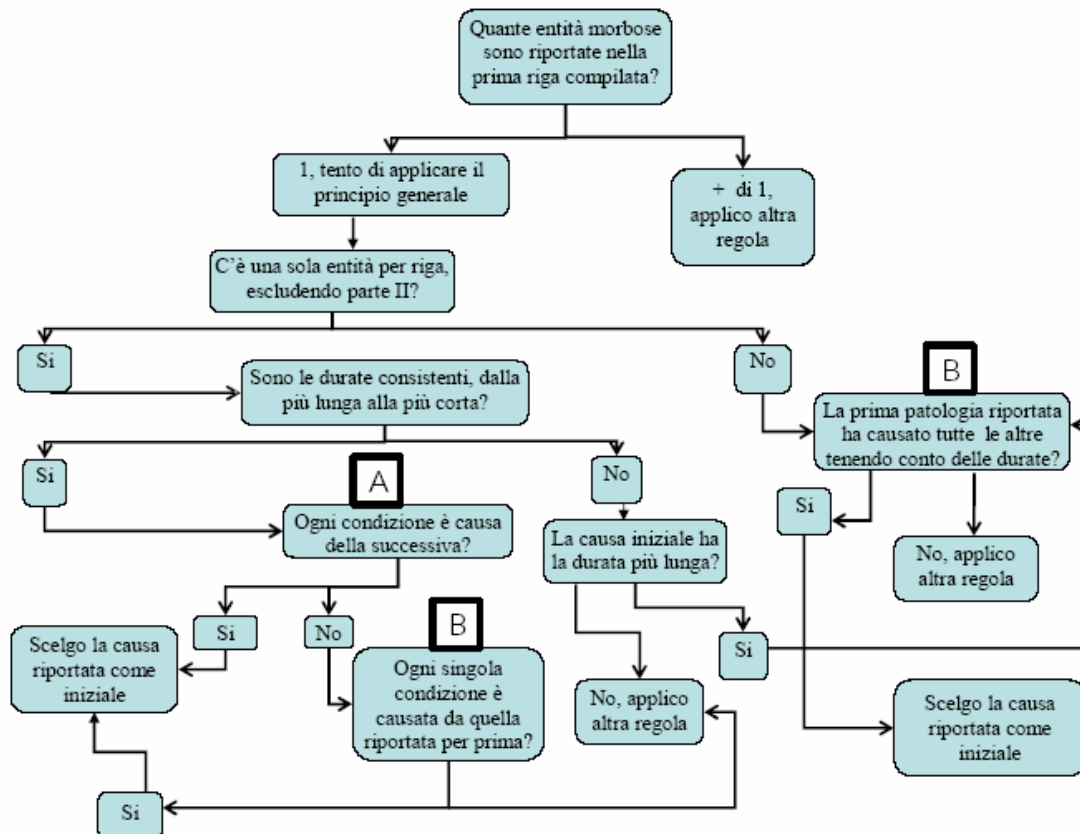 Quante entità morbose
sono riportate nella
prima riga compilata?
1, tento di applicare il
principio generale
+ di 1,
applico altra
regola
C'è una sola entità per riga,
escludendo parte II?
Si
No
Sono le durate consistenti, dalla
più lunga alla più corta?
B
La prima patologia riportata
ha causato tutte le altre
tenendo conto delle durate?
Si
No
A
Ogni condizione è causa
della successiva?
La causa iniziale ha
la durata più lunga?
Si
No, applico
altra regola
Si
No
B
Si
Scelgo la causa
riportata come
iniziale
Ogni singola
condizione è
causata da quella
riportata per prima?
No, applico
altra regola
Scelgo la causa
riportata come
iniziale
Si